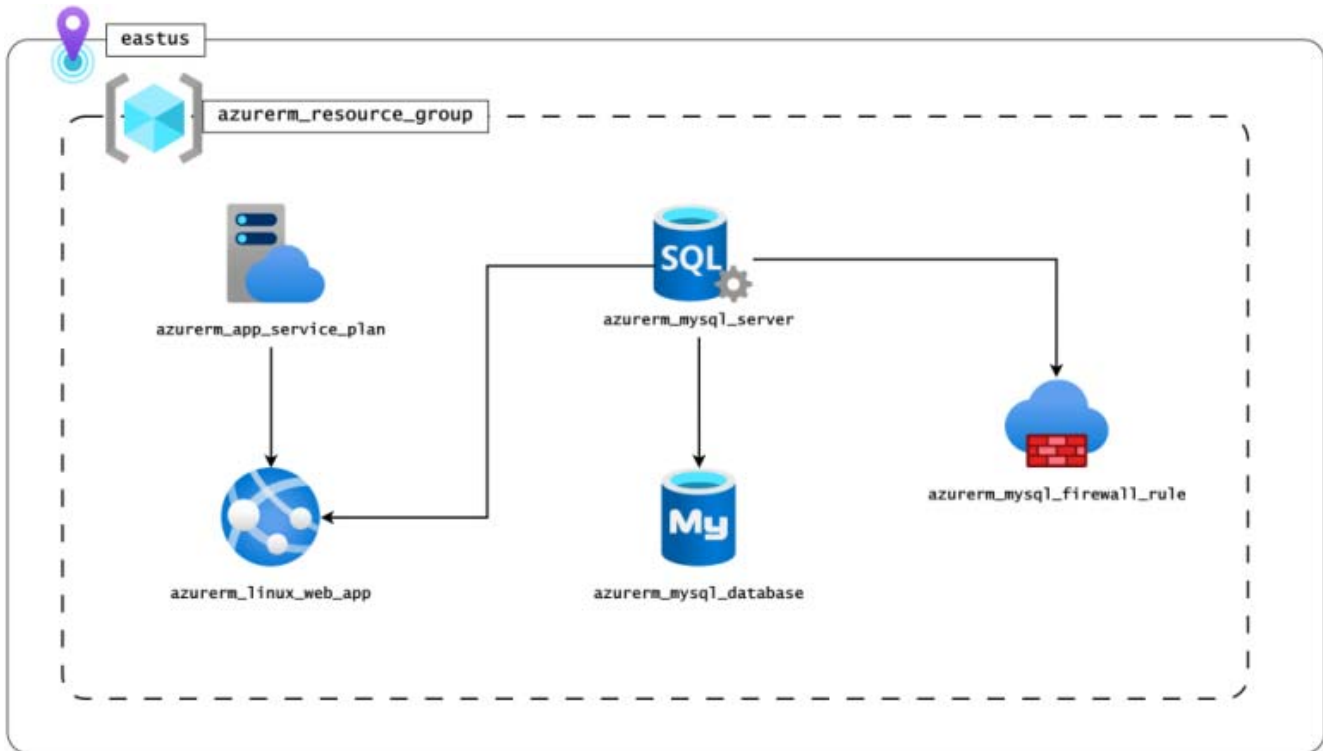 eastus
azurerm_resource_group
SQL
azurerm_app_service_plan
azurerm_mysql_server
My
azurerm_mysql_firewall_rule
azurerm_linux_web_app
azurerm_mysql_database